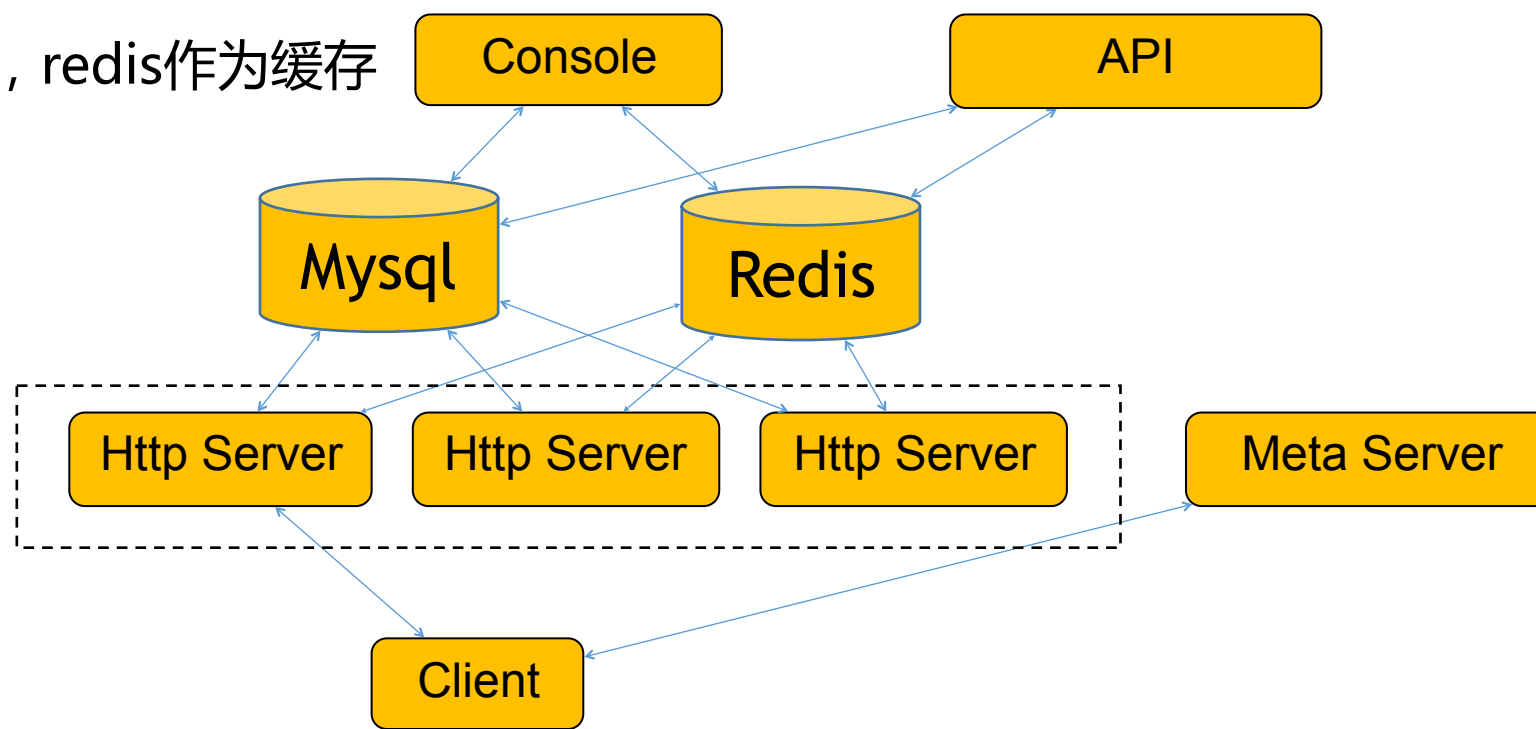 , redis作为缓存
Console
API
Mysql
Redis
Http Server
Http Server
Http Server
Meta Server
Client